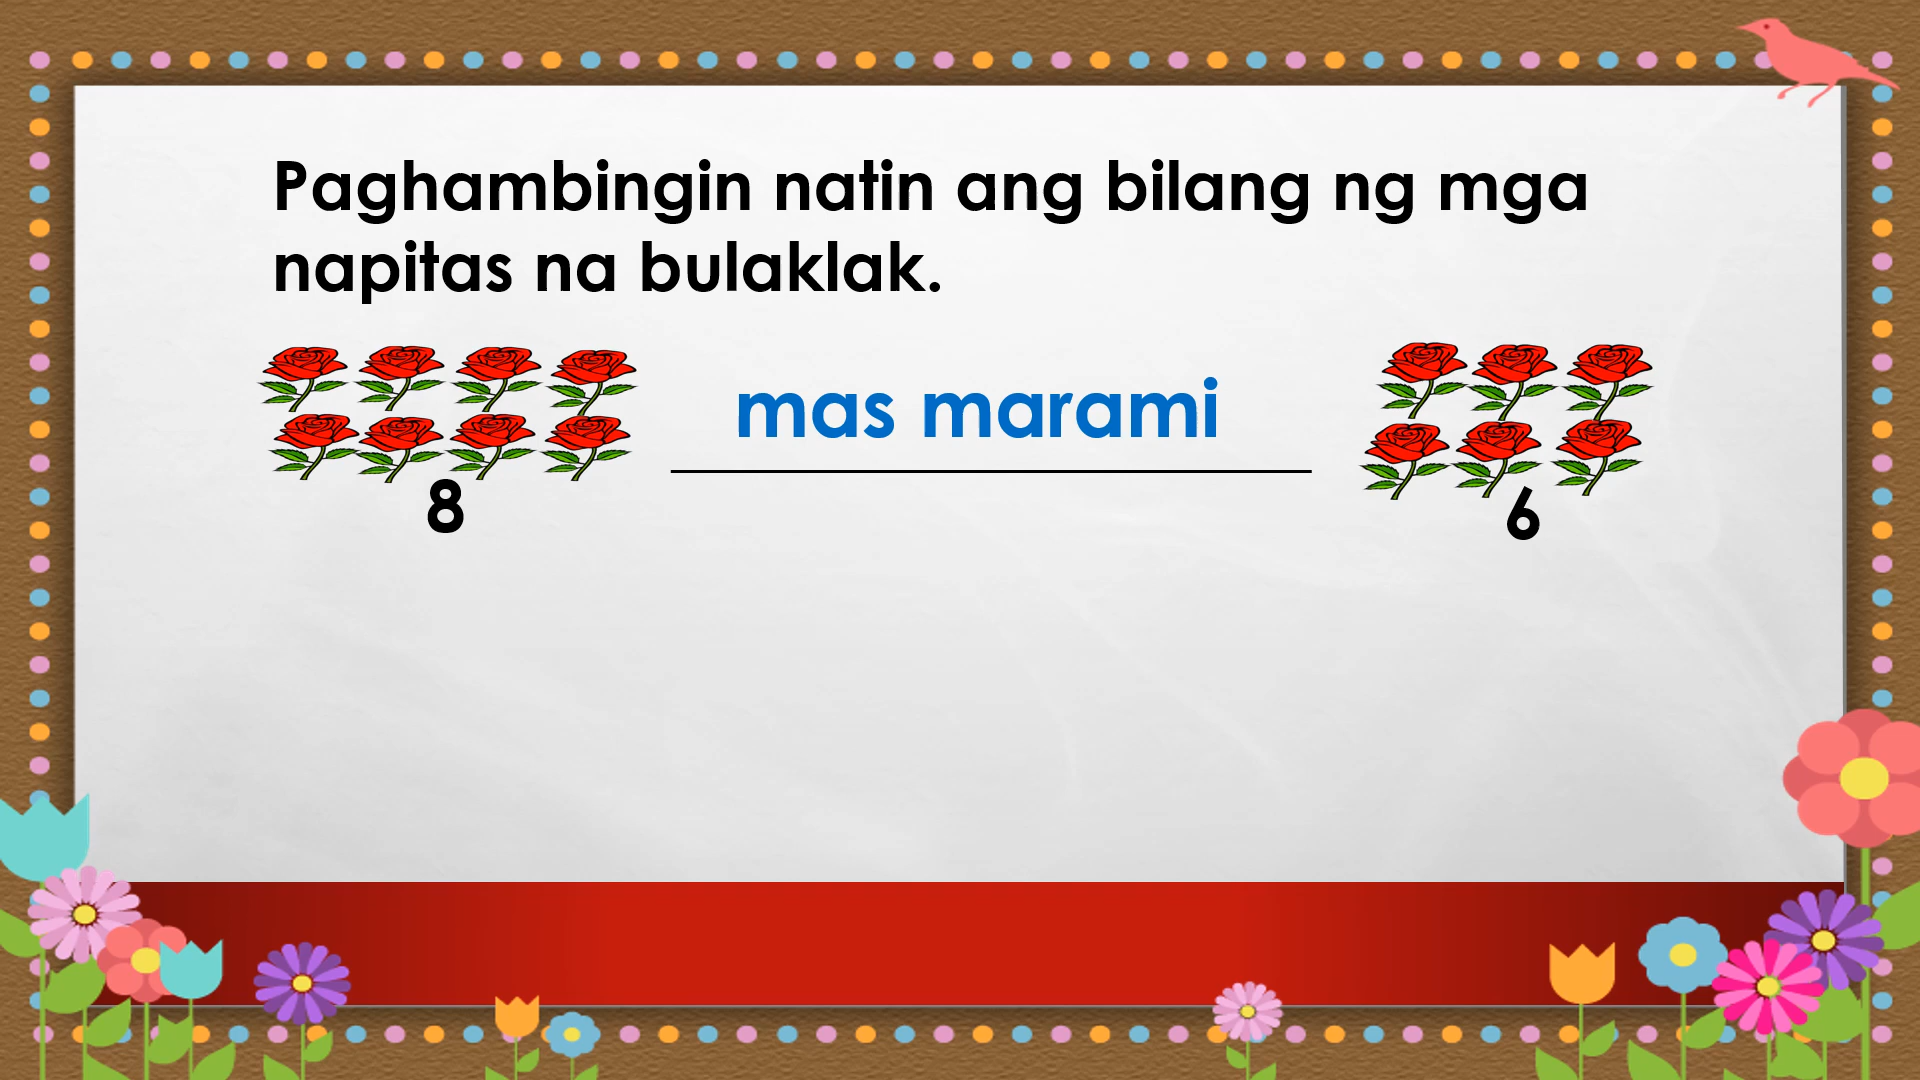 Paghambingin natin ang bilang ng mga
napitas na bulaklak.
mas marami
8
6